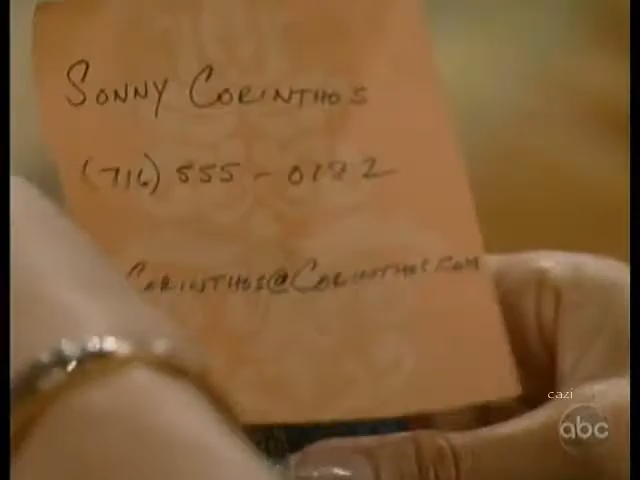 SONNY CORINTHOS
(716) 555-0182
CORINTHOS@CORINTHOS.COM
cazi
abc